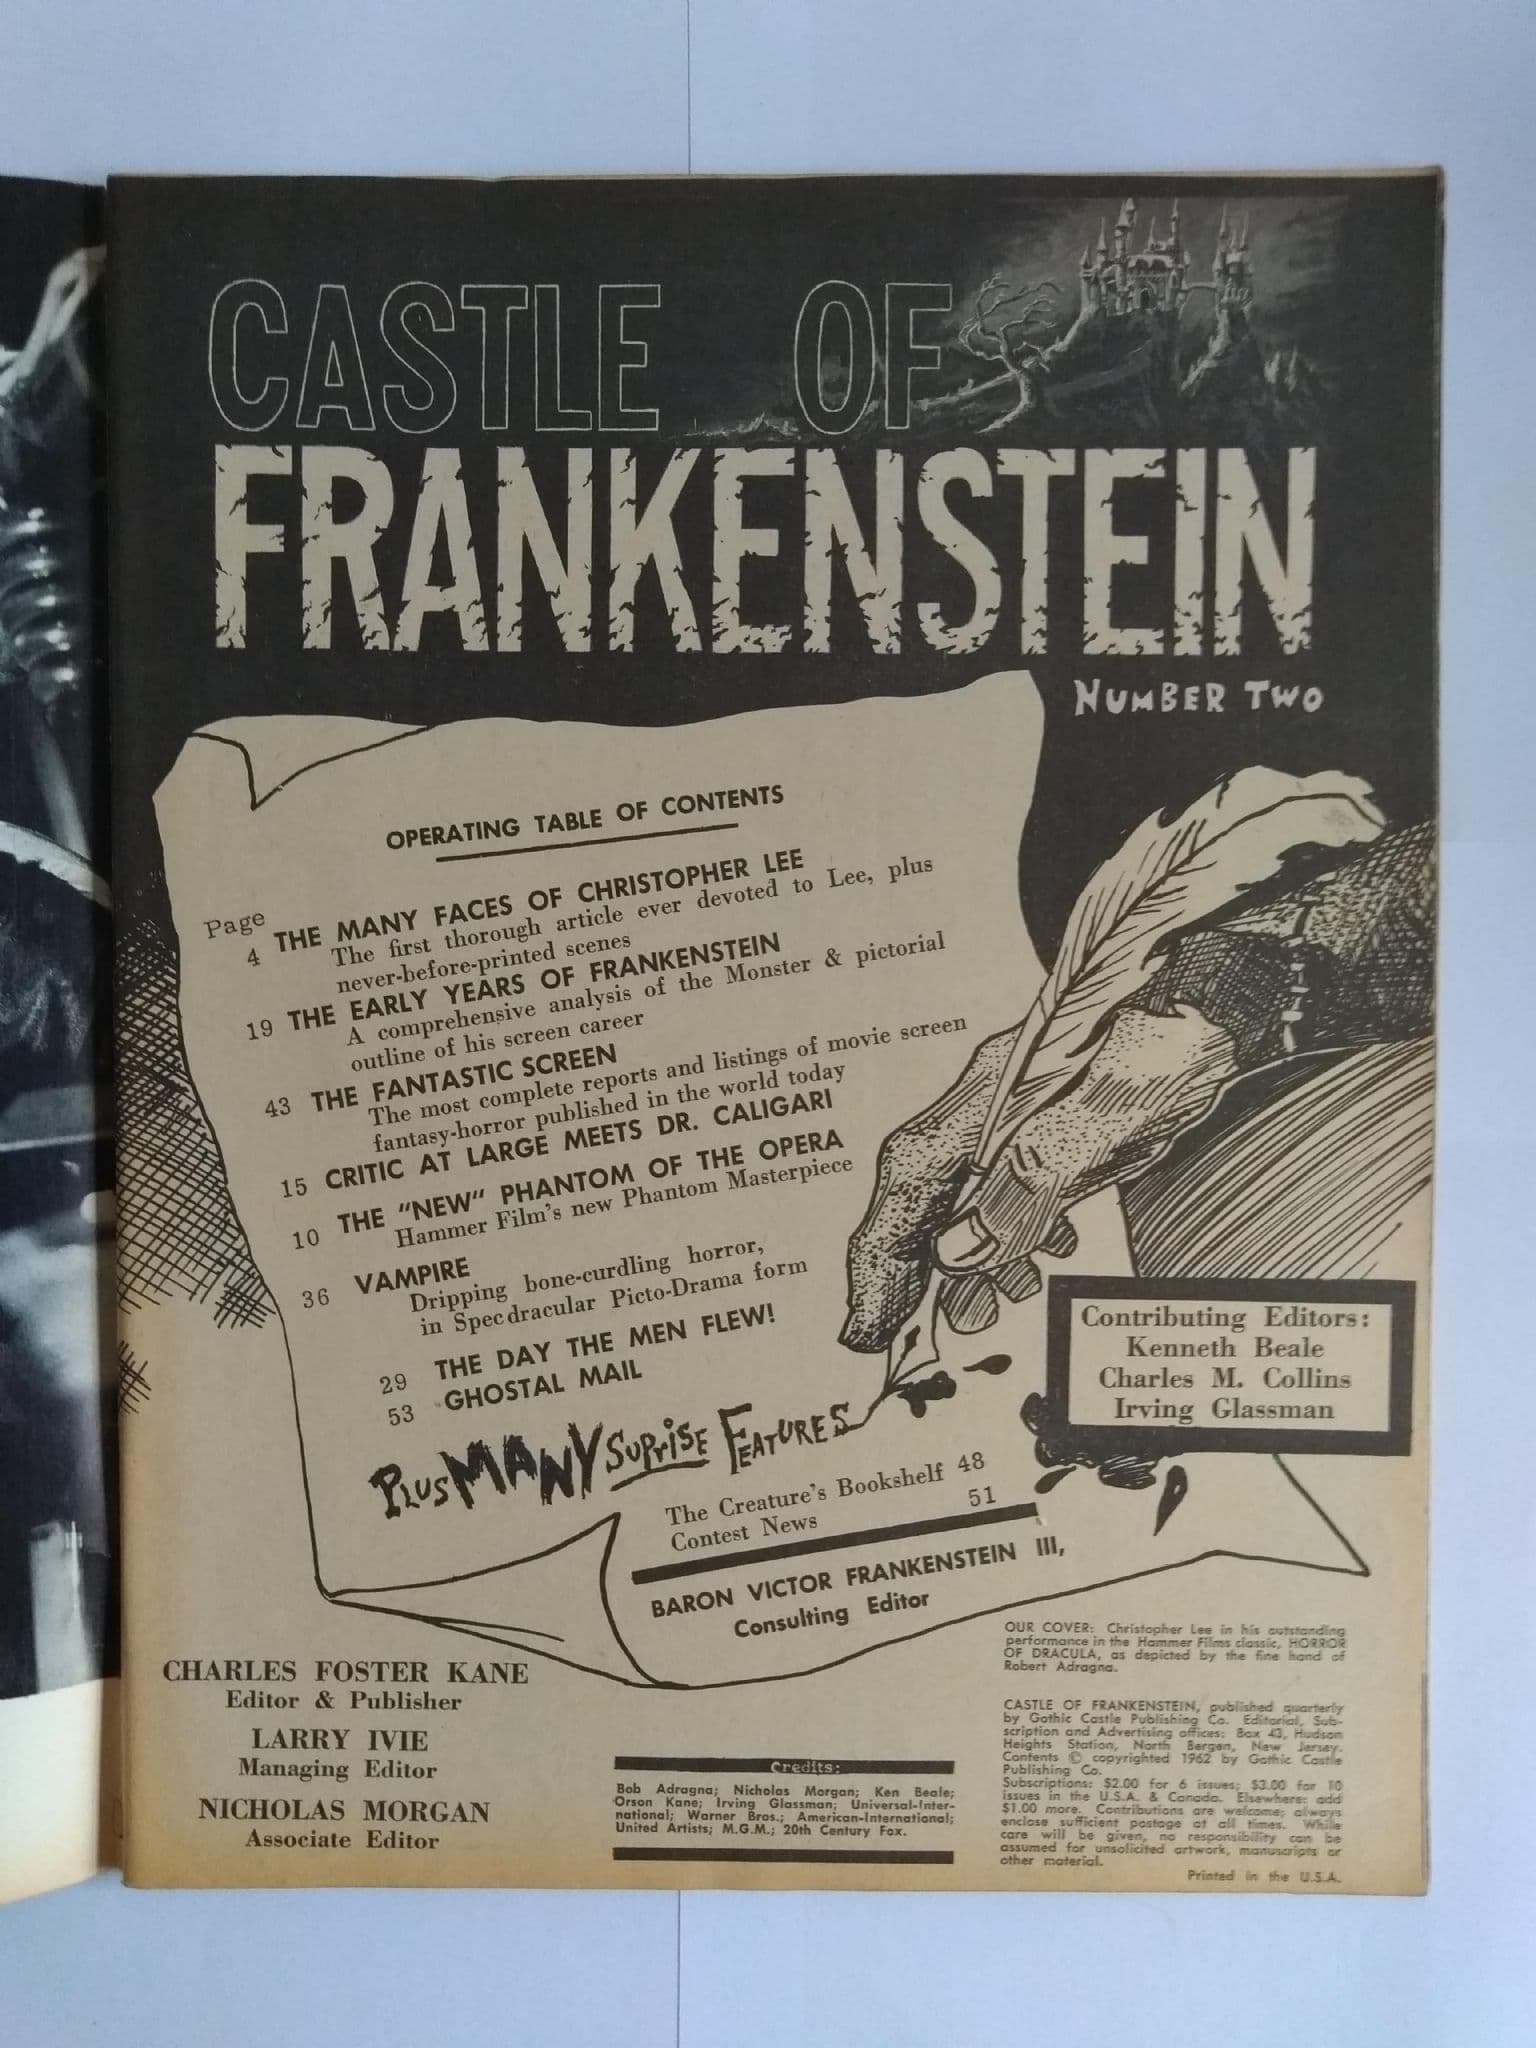 CASTLE OF
FRANKENSTEIN
NUMBER TWO
OPERATING TABLE OF CONTENTS
Page
4 THE MANY FACES OF CHRISTOPHER LEE
The first thorough article ever devoted to Lee, plus
never-before-printed scenes
19 THE EARLY YEARS OF FRANKENSTEIN
A comprehensive analysis of the Monster & pictorial
outline of his screen career
43 THE FANTASTIC SCREEN
The most complete reports and listings of movie screen
fantasy-horror published in the world today
15 CRITIC AT LARGE MEETS DR. CALIGARI
10 THE "NEW" PHANTOM OF THE OPERA
Hammer Film's new Phantom Masterpiece
36 VAMPIRE
Dripping bone-curdling horror,
in Specdracular Picto-Drama form
29 THE DAY THE MEN FLEW!
53 GHOSTAL MAIL
PLUS MANY SUPRISE FEATURES
The Creature's Bookshelf 48
Contest News 51
BARON VICTOR FRANKENSTEIN III,
Consulting Editor
Contributing Editors:
Kenneth Beale
Charles M. Collins
Irving Glassman
CHARLES FOSTER KANE
Editor & Publisher
LARRY IVIE
Managing Editor
NICHOLAS MORGAN
Associate Editor
Credits:
Bob Adragna; Nicholas Morgan; Ken Beale;
Orson Kane; Irving Glassman; Universal-Inter-
national; Warner Bros.; American-International;
United Artists; M.G.M.; 20th Century Fox.
OUR COVER: Christopher Lee in his outstanding
performance in the Hammer Films classic, HORROR
OF DRACULA, as depicted by the fine hand of
Robert Adragna.
CASTLE OF FRANKENSTEIN, published quarterly
by Gothic Castle Publishing Co. Editorial, Sub-
scription and Advertising offices: Box 43, Hudson
Heights Station, North Bergen, New Jersey.
Contents © copyrighted 1962 by Gothic Castle
Publishing Co.
Subscriptions: $2.00 for 6 issues; $3.00 for 10
issues in the U.S.A. & Canada. Elsewhere: add
$1.00 more. Contributions are welcome; always
enclose sufficient postage at all times. While
care will be given, no responsibility can be
assumed for unsolicited artwork, manuscripts or
other material.
Printed in the U.S.A.